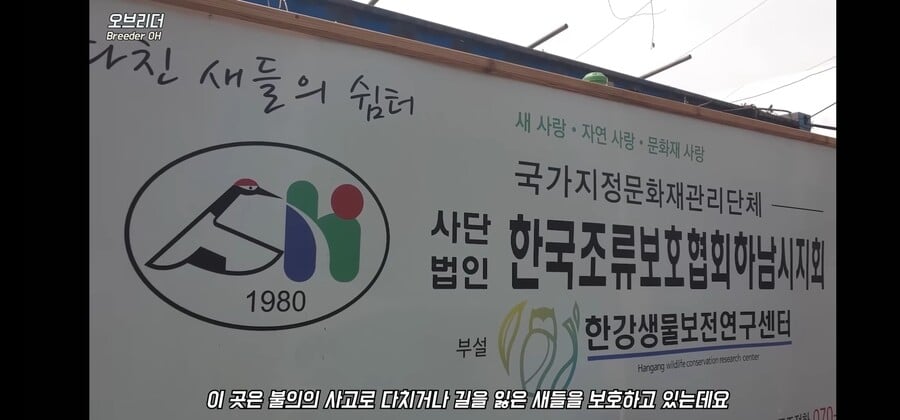 오브리더
Breeder OH
다친 새들의 쉼터
새 사랑 • 자연 사랑 • 문화재 사랑
국가지정문화재관리단체
사단
법인
한국조류보호협회하남시지회
1980
부설
한강생물보전연구센터
Hangang wildlife conservation research center
070-
이 곳은 불의의 사고로 다치거나 길을 잃은 새들을 보호하고 있는데요